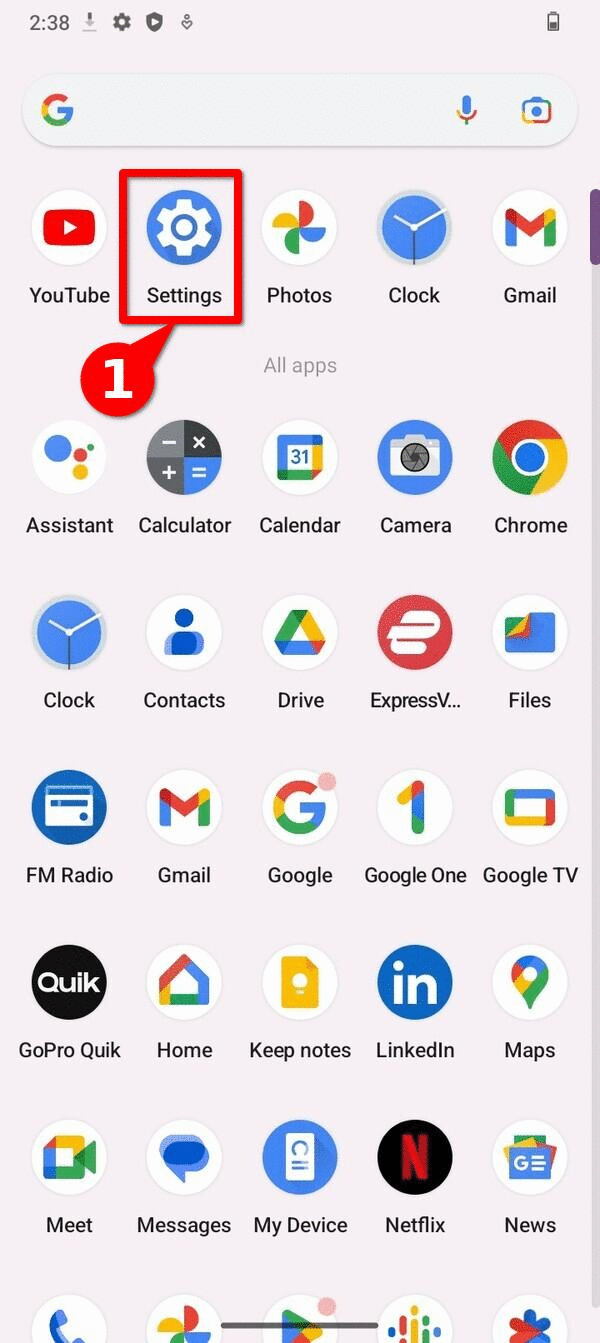 2:38
YouTube Settings Photos Clock Gmail
1
All apps
31
Assistant Calculator Calendar Camera Chrome
Clock Contacts Drive ExpressV... Files
FM Radio Gmail Google Google One Google TV
Quik
in
GoPro Quik Home Keep notes LinkedIn Maps
N
G
Meet Messages My Device Netflix News